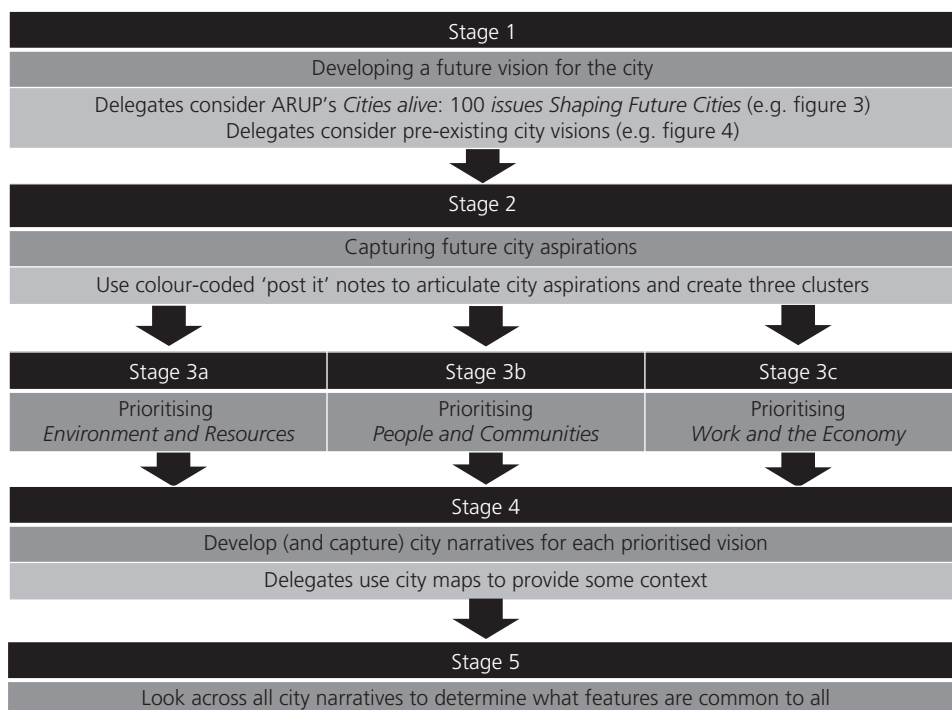 Stage 1
Developing a future vision for the city
Delegates consider ARUP's Cities alive: 100 issues Shaping Future Cities (e.g. figure 3)
Delegates consider pre-existing city visions (e.g. figure 4)
Stage 2
Capturing future city aspirations
Use colour-coded 'post it' notes to articulate city aspirations and create three clusters
Stage 3a
Prioritising
Environment and Resources
Stage 3b
Prioritising
People and Communities
Stage 3c
Prioritising
Work and the Economy
Stage 4
Develop (and capture) city narratives for each prioritised vision
Delegates use city maps to provide some context
Stage 5
Look across all city narratives to determine what features are common to all